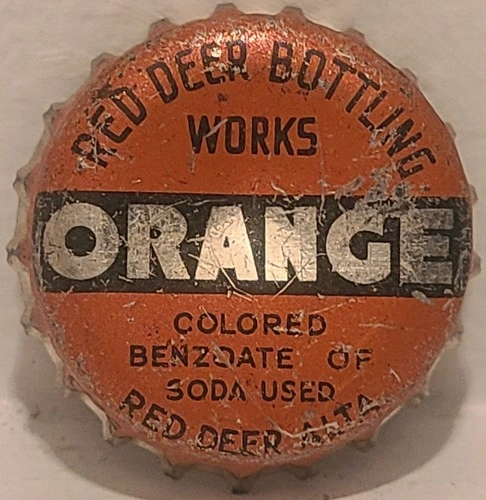 RED DEER BOTTLING
WORKS
ORANGE
COLORED
BENZOATE OF
SODA USED
RED DEER ALTA